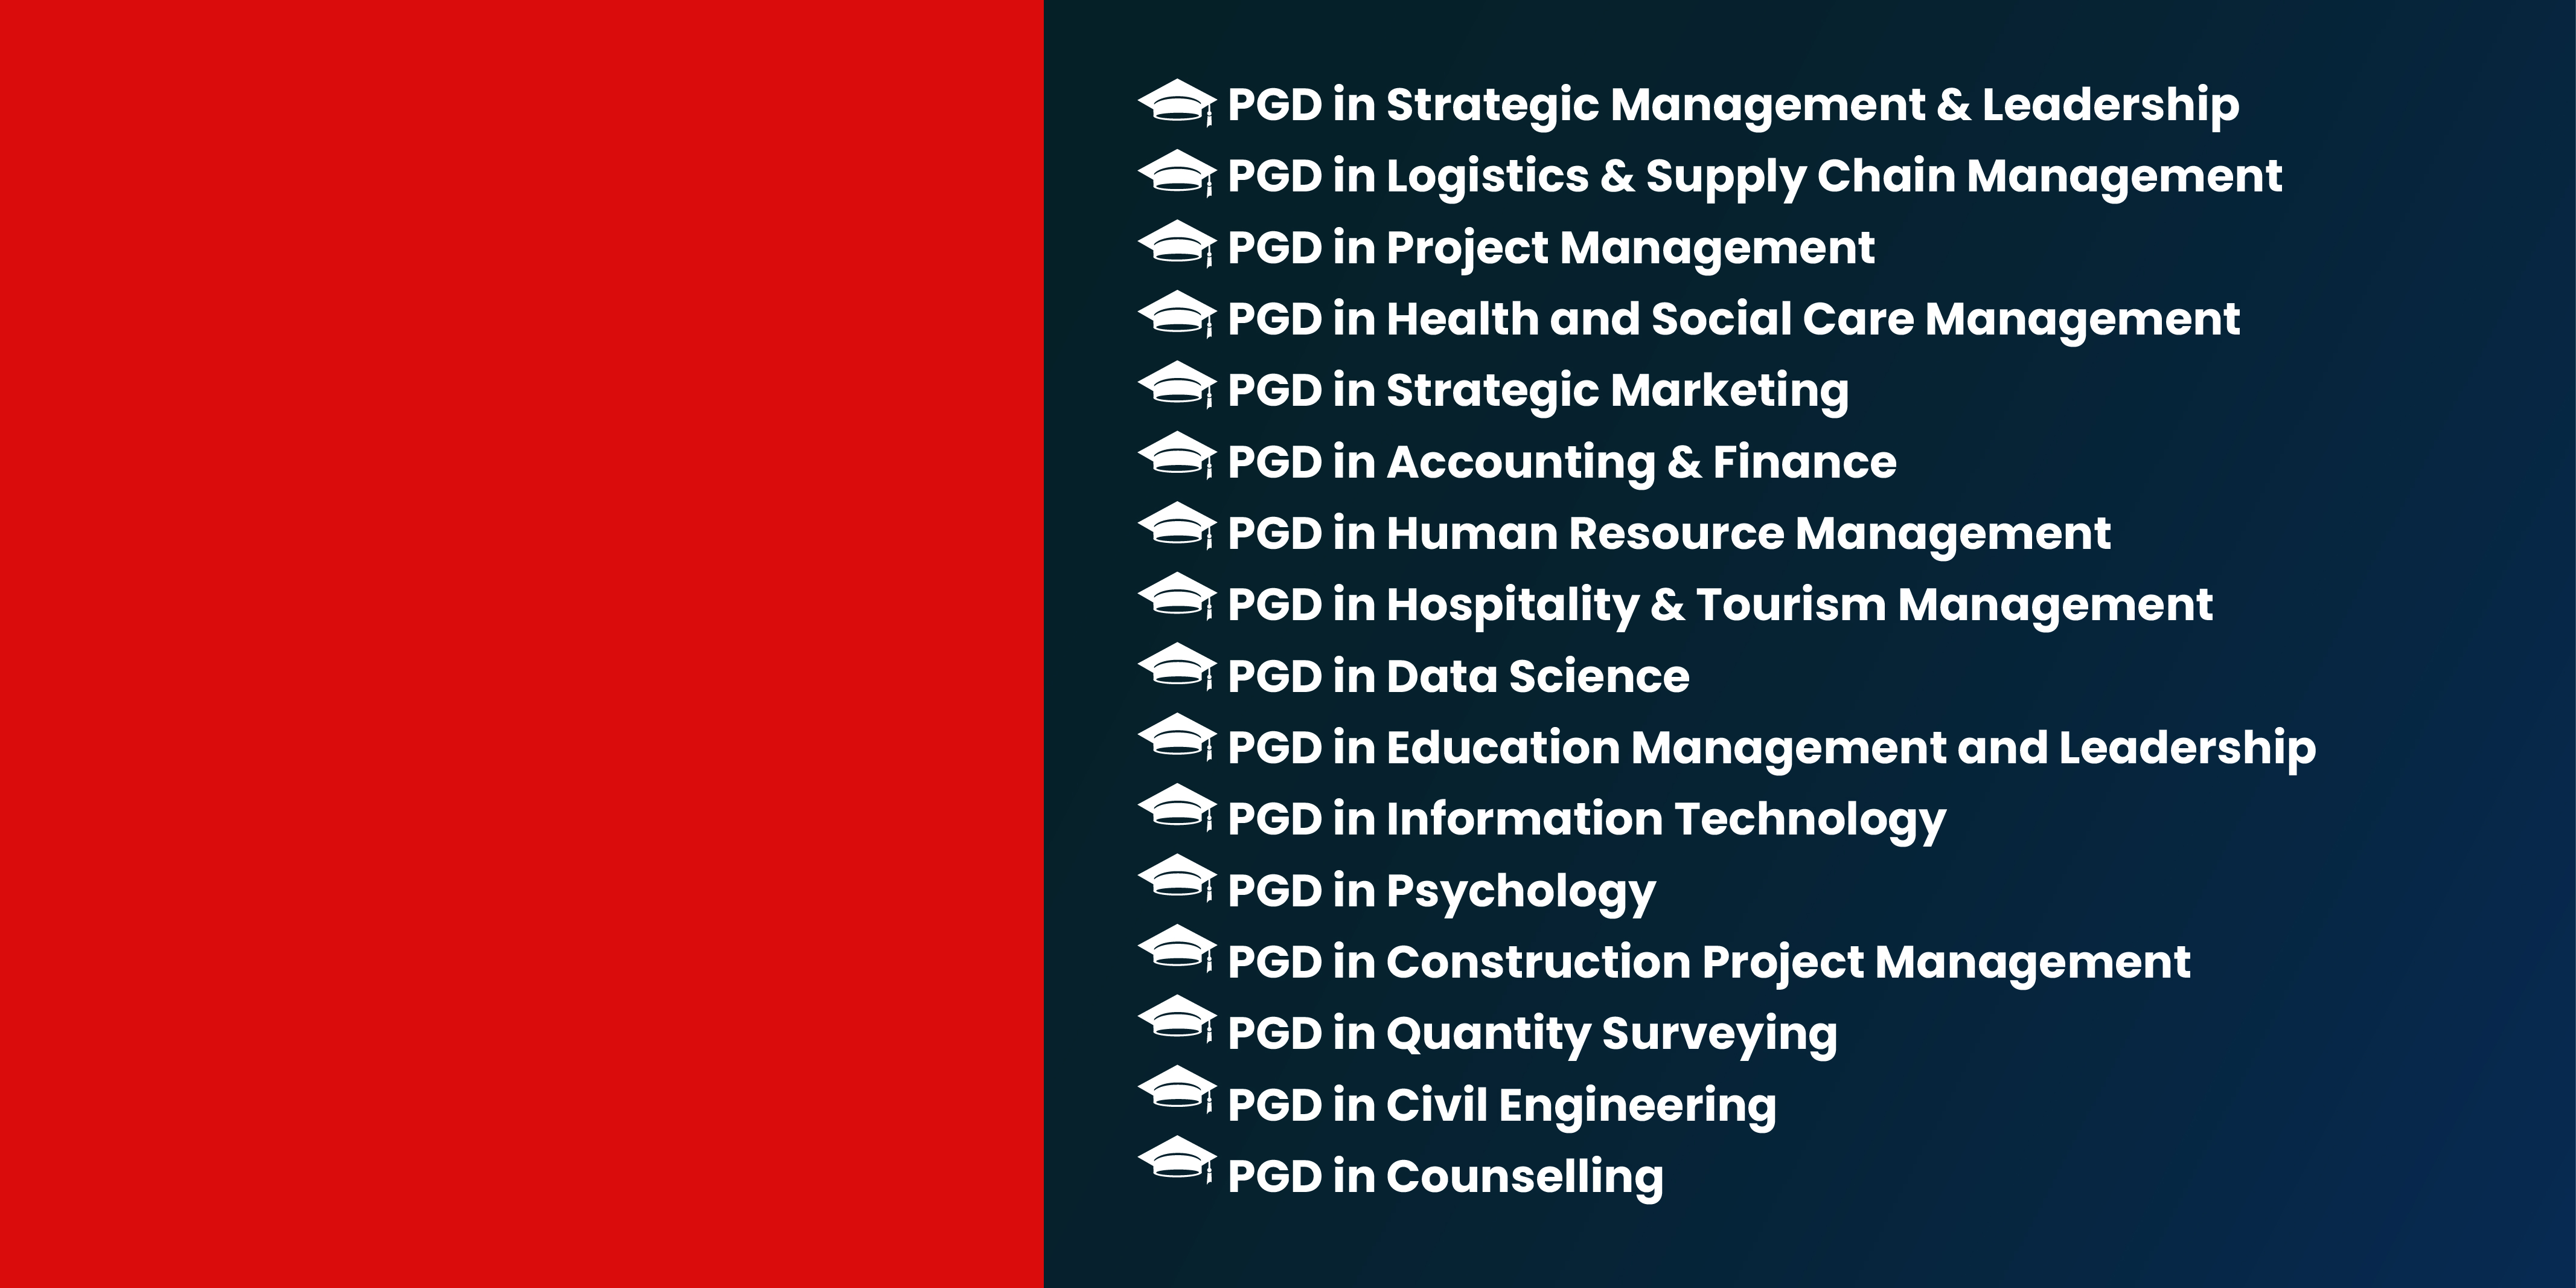 PGD in Strategic Management & Leadership
PGD in Logistics & Supply Chain Management
PGD in Project Management
PGD in Health and Social Care Management
PGD in Strategic Marketing
PGD in Accounting & Finance
PGD in Human Resource Management
PGD in Hospitality & Tourism Management
PGD in Data Science
PGD in Education Management and Leadership
PGD in Information Technology
PGD in Psychology
PGD in Construction Project Management
PGD in Quantity Surveying
PGD in Civil Engineering
PGD in Counselling